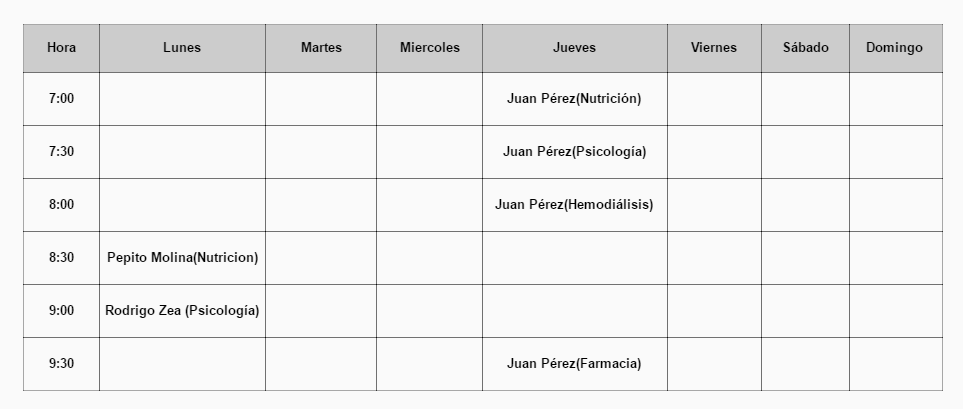 Hora Lunes Martes Miercoles Jueves Viernes Sábado Domingo
7:00 Juan Pérez(Nutrición)
7:30 Juan Pérez(Psicología)
8:00 Juan Pérez(Hemodiálisis)
8:30 Pepito Molina(Nutricion)
9:00 Rodrigo Zea (Psicología)
9:30 Juan Pérez(Farmacia)